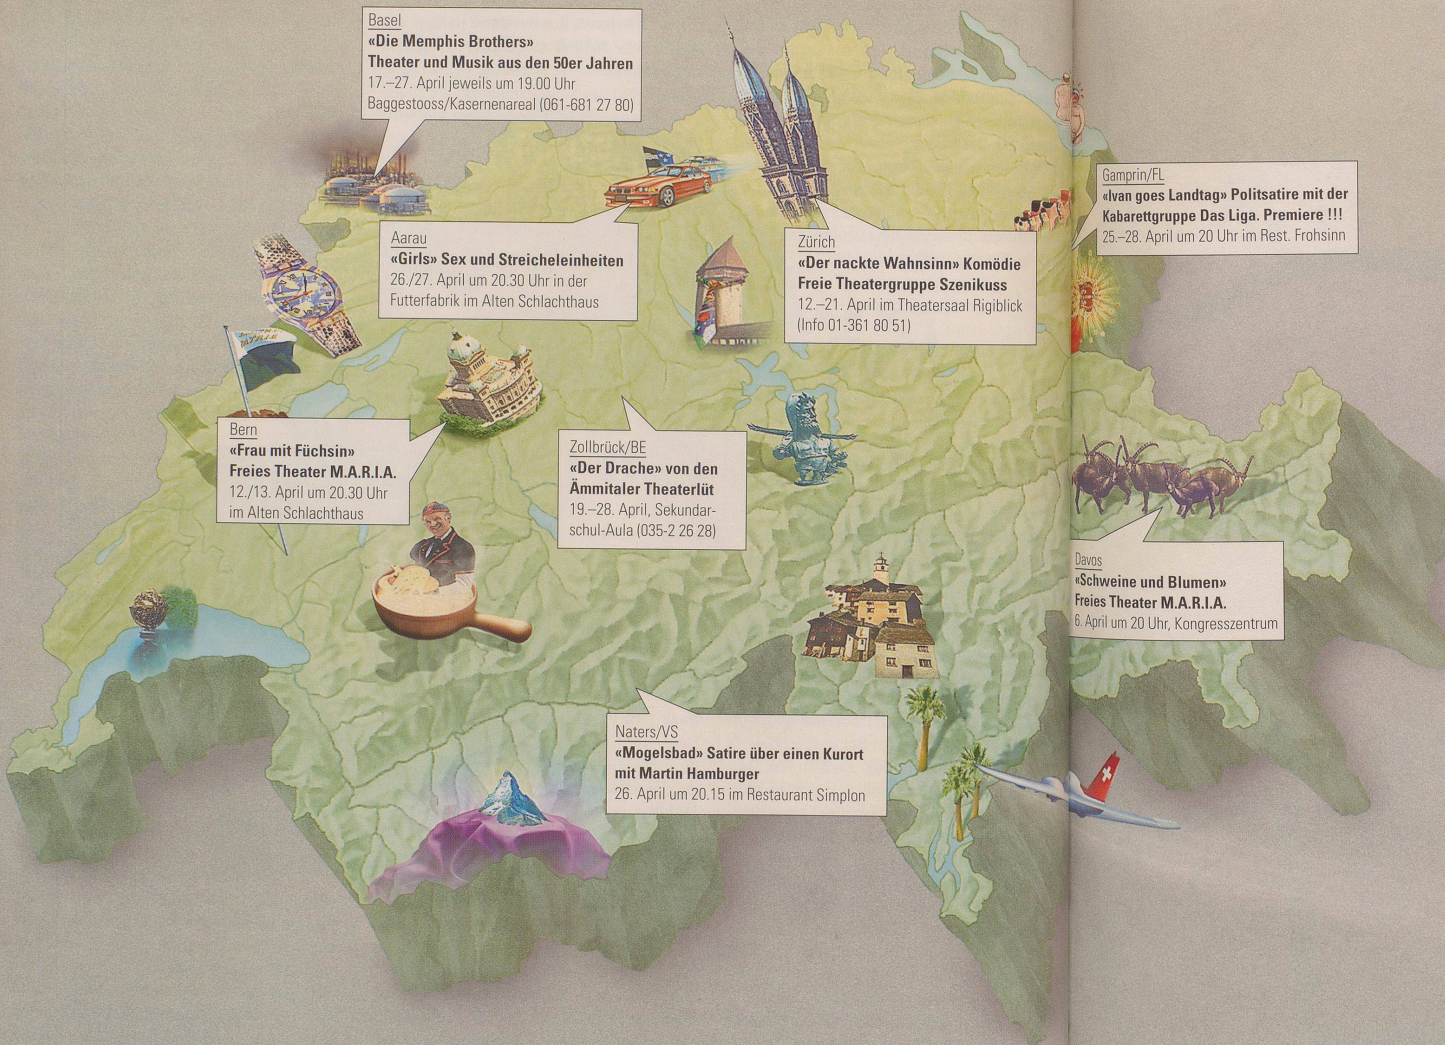 Basel
«Die Memphis Brothers»
Theater und Musik aus den 50er Jahren
17.–27. April jeweils um 19.00 Uhr
Baggestooss/Kasernenareal (061-681 27 80)
Gamprin/FL
«Ivan goes Landtag» Politsatire mit der
Kabarettgruppe Das Liga. Premiere !!!
25.–28. April um 20 Uhr im Rest. Frohsinn
Aarau
«Girls» Sex und Streicheleinheiten
26./27. April um 20.30 Uhr in der
Futterfabrik im Alten Schlachthaus
Zürich
«Der nackte Wahnsinn» Komödie
Freie Theatergruppe Szenikuss
12.–21. April im Theatersaal Rigiblick
(Info 01-361 80 51)
PATRIE
Bern
«Frau mit Füchsin»
Freies Theater M.A.R.I.A.
12./13. April um 20.30 Uhr
im Alten Schlachthaus
Zollbrück/BE
«Der Drache» von den
Ämmitaler Theaterlüt
19.–28. April, Sekundar-
schul-Aula (035-2 26 28)
Davos
«Schweine und Blumen»
Freies Theater M.A.R.I.A.
6. April um 20 Uhr, Kongresszentrum
Naters/VS
«Mogelsbad» Satire über einen Kurort
mit Martin Hamburger
26. April um 20.15 im Restaurant Simplon